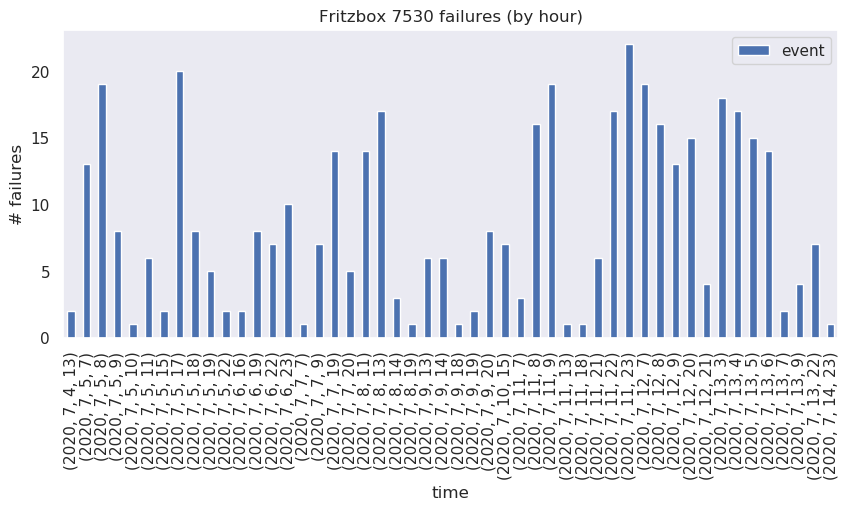 Fritzbox 7530 failures (by hour)
event
# failures
20
15
10
5
0
(2020, 7, 4, 13)
(2020, 7, 5, 7)
(2020, 7, 5, 8)
(2020, 7, 5, 9)
(2020, 7, 5, 10)
(2020, 7, 5, 11)
(2020, 7, 5, 15)
(2020, 7, 5, 17)
(2020, 7, 5, 18)
(2020, 7, 5, 19)
(2020, 7, 5, 22)
(2020, 7, 6, 16)
(2020, 7, 6, 19)
(2020, 7, 6, 22)
(2020, 7, 6, 23)
(2020, 7, 7, 7)
(2020, 7, 7, 9)
(2020, 7, 7, 19)
(2020, 7, 7, 20)
(2020, 7, 8, 11)
(2020, 7, 8, 13)
(2020, 7, 8, 14)
(2020, 7, 8, 19)
(2020, 7, 9, 13)
(2020, 7, 9, 14)
(2020, 7, 9, 18)
(2020, 7, 9, 19)
(2020, 7, 9, 20)
(2020, 7, 10, 15)
(2020, 7, 11, 7)
(2020, 7, 11, 8)
(2020, 7, 11, 9)
(2020, 7, 11, 13)
(2020, 7, 11, 18)
(2020, 7, 11, 21)
(2020, 7, 11, 22)
(2020, 7, 11, 23)
(2020, 7, 12, 7)
(2020, 7, 12, 8)
(2020, 7, 12, 9)
(2020, 7, 12, 20)
(2020, 7, 12, 21)
(2020, 7, 13, 3)
(2020, 7, 13, 4)
(2020, 7, 13, 5)
(2020, 7, 13, 6)
(2020, 7, 13, 7)
(2020, 7, 13, 9)
(2020, 7, 13, 22)
(2020, 7, 14, 23)
time